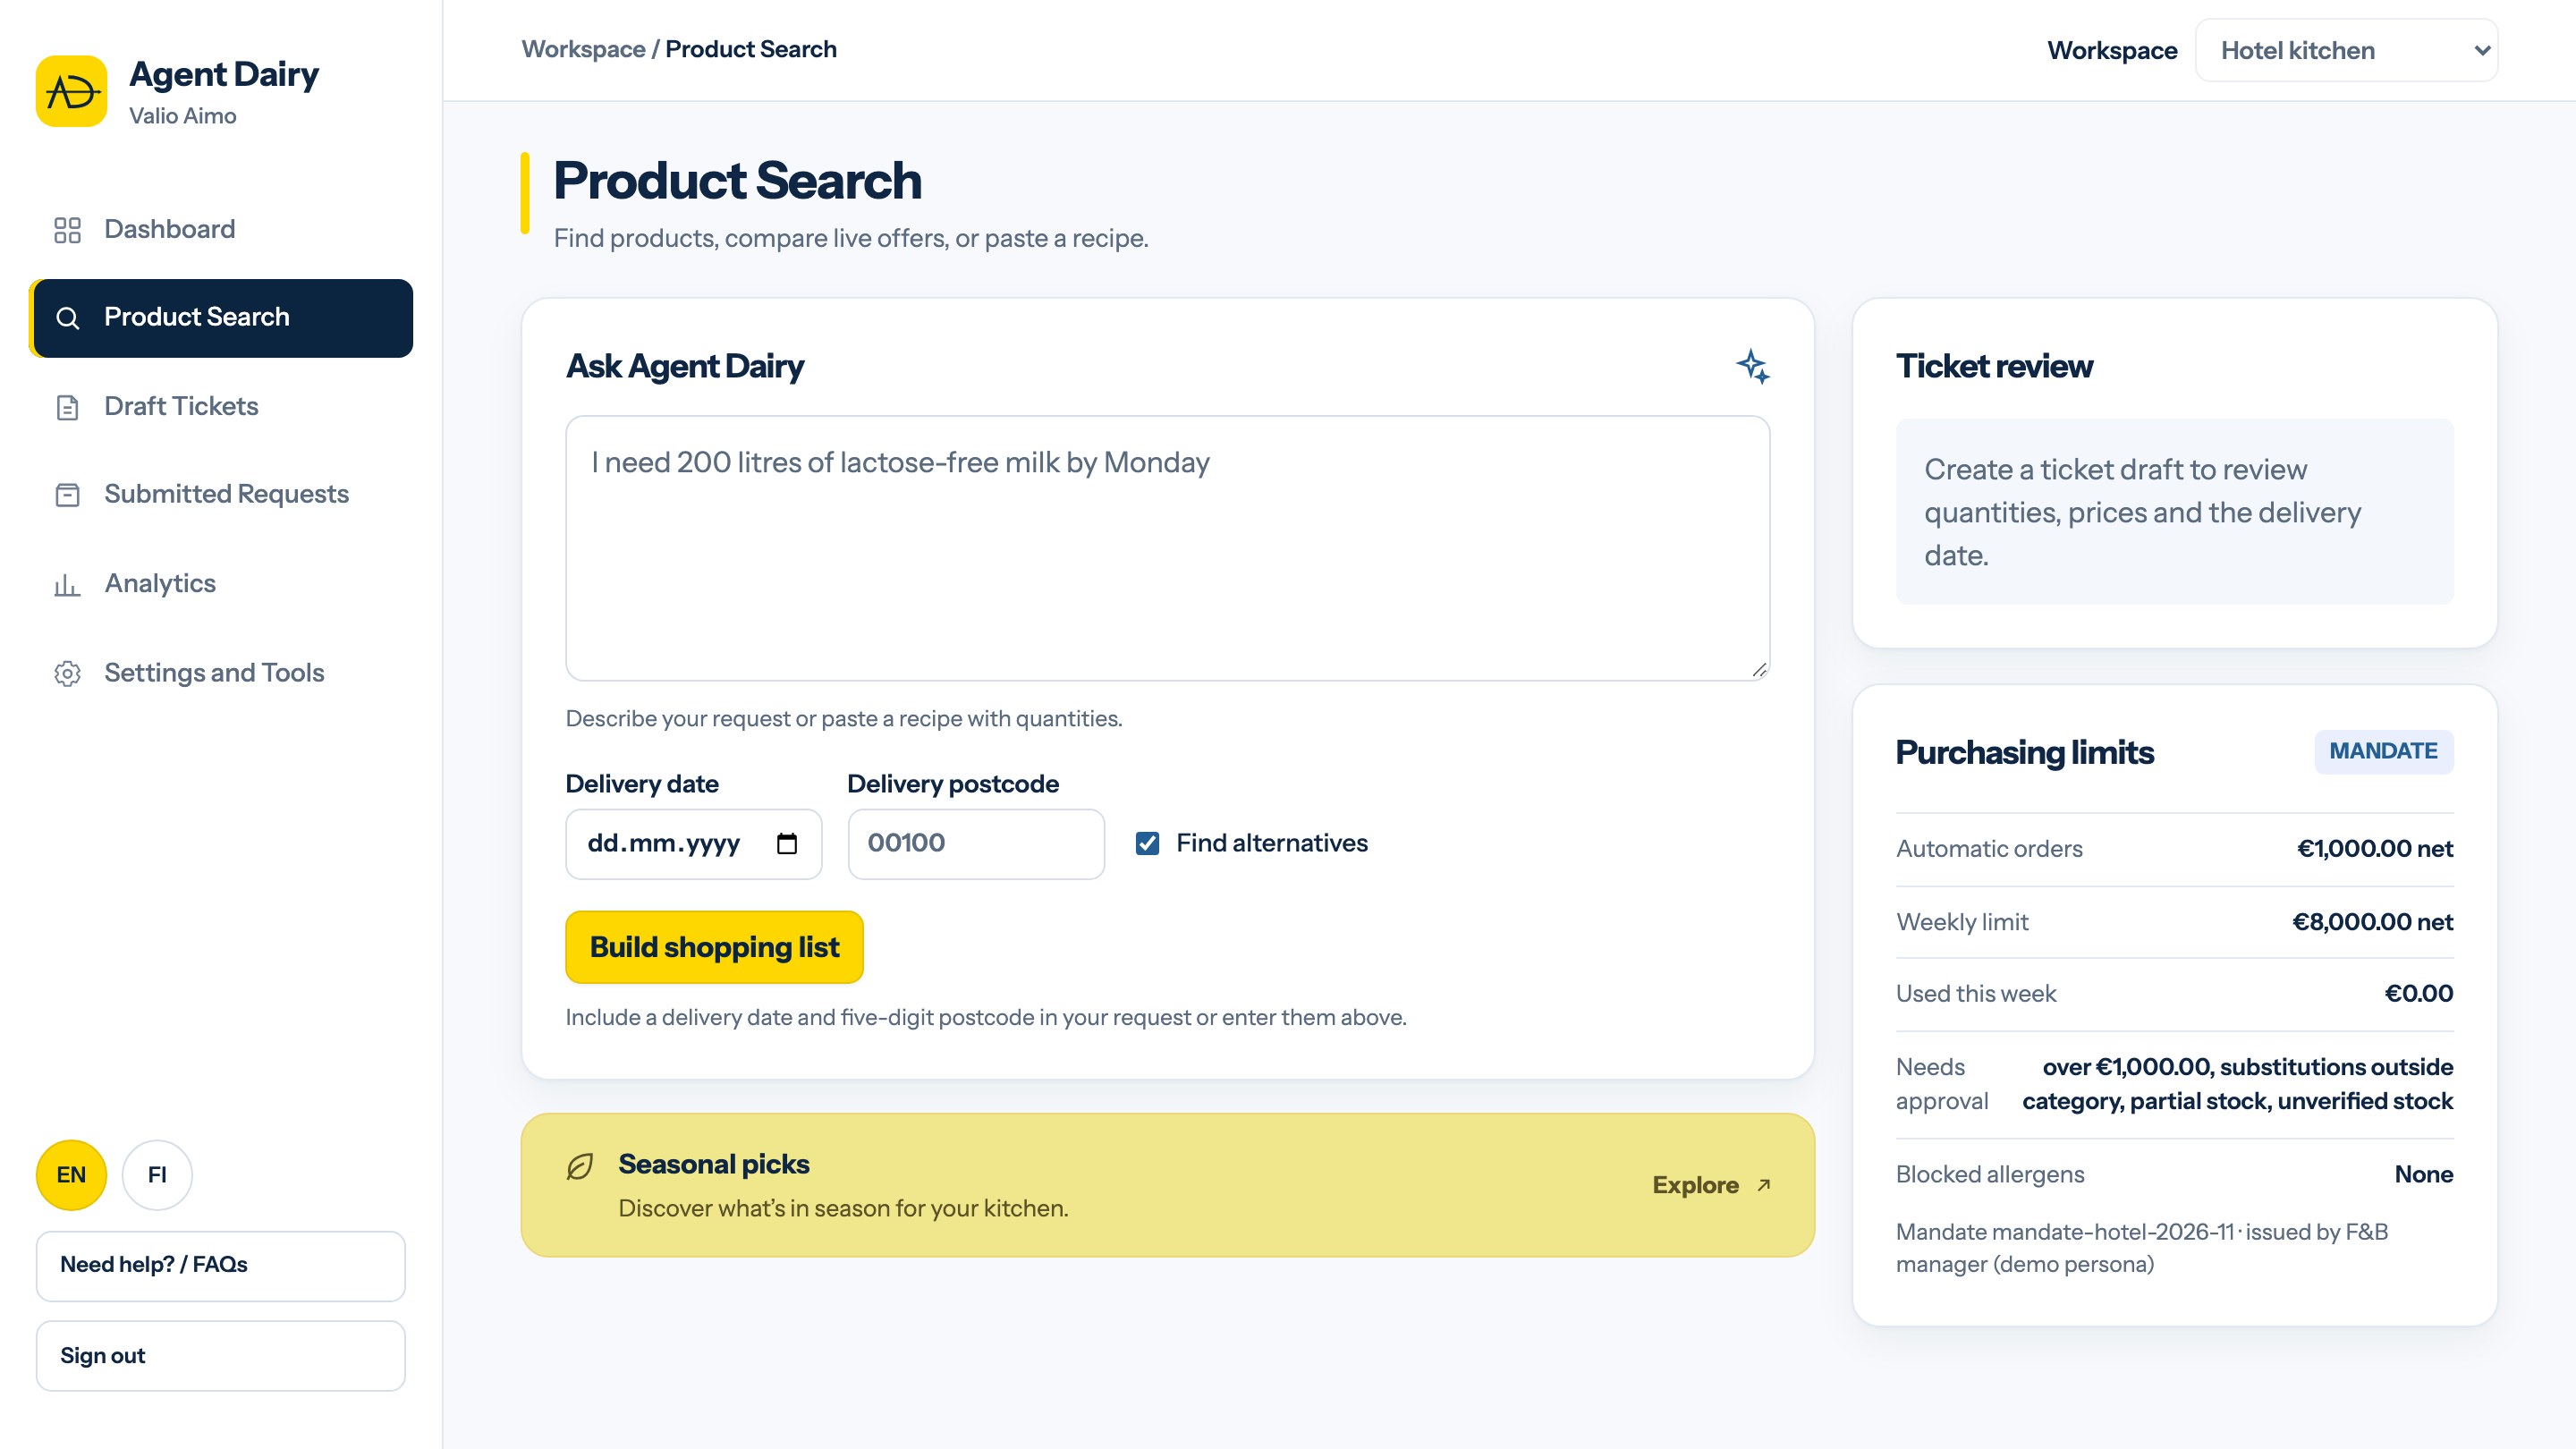 Agent Dairy
Valio Aimo
Dashboard
Product Search
Draft Tickets
Submitted Requests
Analytics
Settings and Tools
EN
FI
Need help? / FAQs
Sign out
Workspace / Product Search
Workspace
Hotel kitchen
Product Search
Find products, compare live offers, or paste a recipe.
Ask Agent Dairy
I need 200 litres of lactose-free milk by Monday
Describe your request or paste a recipe with quantities.
Delivery date
Delivery postcode
dd.mm.yyyy
00100
Find alternatives
Build shopping list
Include a delivery date and five-digit postcode in your request or enter them above.
Seasonal picks
Discover what's in season for your kitchen.
Explore
Ticket review
Create a ticket draft to review
quantities, prices and the delivery
date.
Purchasing limits
MANDATE
Automatic orders
€1,000.00 net
Weekly limit
€8,000.00 net
Used this week
€0.00
Needs
approval
over €1,000.00, substitutions outside
category, partial stock, unverified stock
Blocked allergens
None
Mandate mandate-hotel-2026-11 · issued by F&B
manager (demo persona)